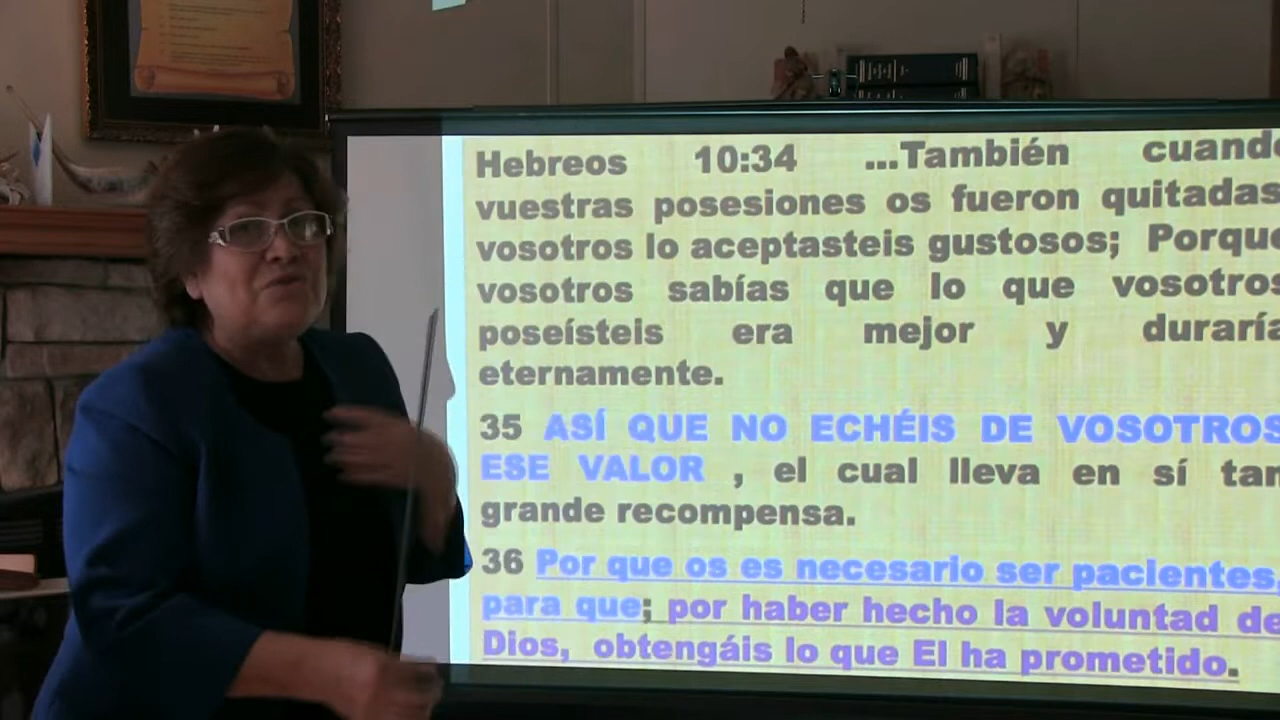 Hebreos 10:34 ...También cuando
vuestras posesiones os fueron quitadas
vosotros lo aceptasteis gustosos; Porque
vosotros sabías que lo que vosotros
poseísteis era mejor y duraría
eternamente.
35 ASÍ QUE NO ECHÉIS DE VOSOTROS
ESE VALOR , el cual lleva en sí tan
grande recompensa.
36 Por que os es necesario ser pacientes,
para que; por haber hecho la voluntad de
Dios, obtengáis lo que El ha prometido.